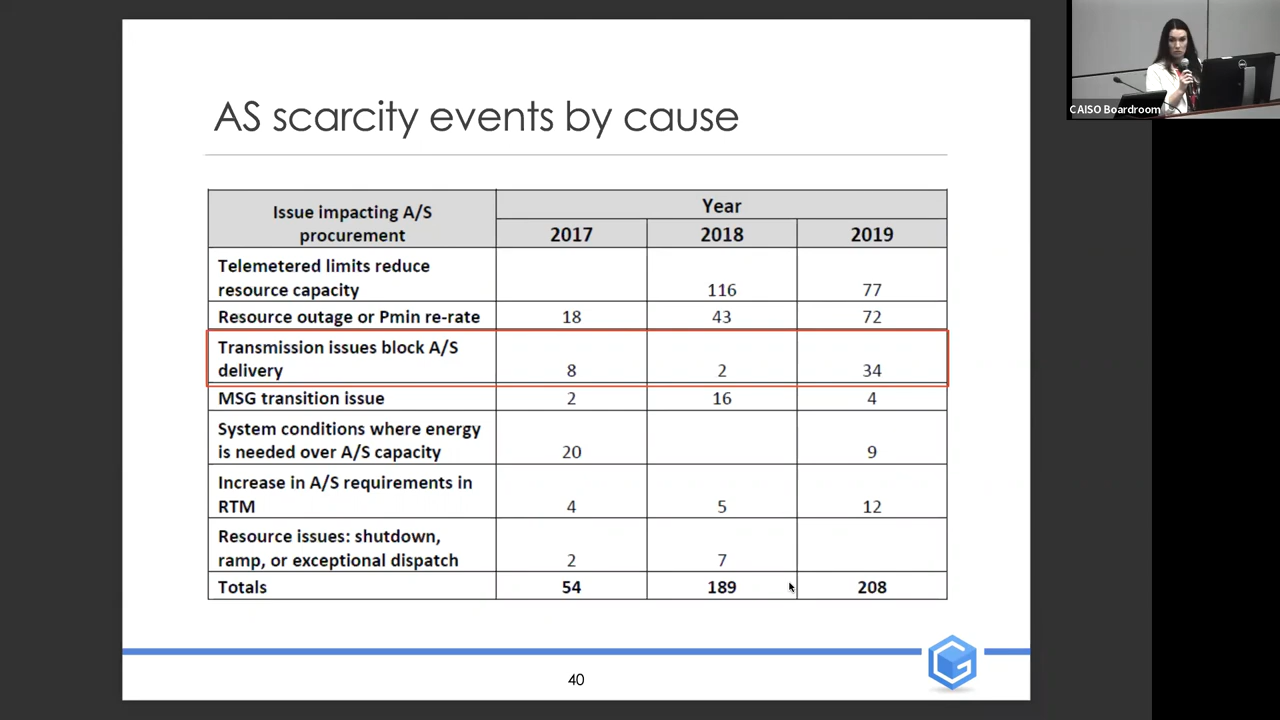 AS scarcity events by cause
Issue impacting A/S
procurement
Year
2017 2018 2019
Telemetered limits reduce
resource capacity 116 77
Resource outage or Pmin re-rate 18 43 72
Transmission issues block A/S
delivery 8 2 34
MSG transition issue 2 16 4
System conditions where energy
is needed over A/S capacity 20 9
Increase in A/S requirements in
RTM 4 5 12
Resource issues: shutdown,
ramp, or exceptional dispatch 2 7
Totals 54 189 208
40
CAISO Boardroom